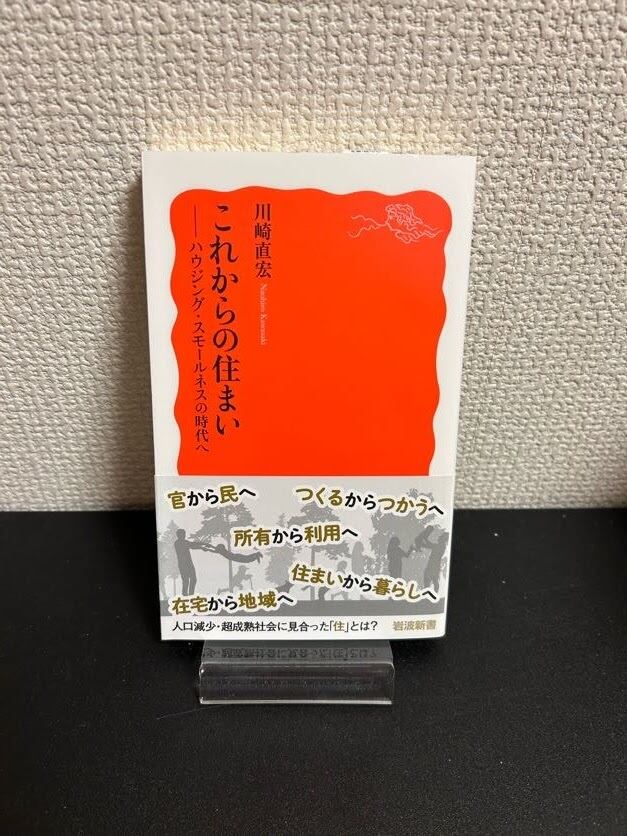 川崎直宏
Naohiro Kawasaki
これからの住まい
――ハウジング・スモールネスの時代へ
官から民へ
つくるからつかうへ
所有から利用へ
住まいから暮らしへ
在宅から地域へ
人口減少・超成熟社会に見合った「住」とは?
岩波新書